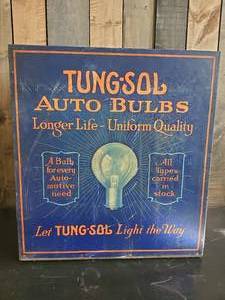 TUNG-SOL
AUTO BULBS
Longer Life - Uniform Quality
A Bulb
for every
Auto-
motive
need
All
Types
carried
in
stock
Let TUNG-SOL Light the Way